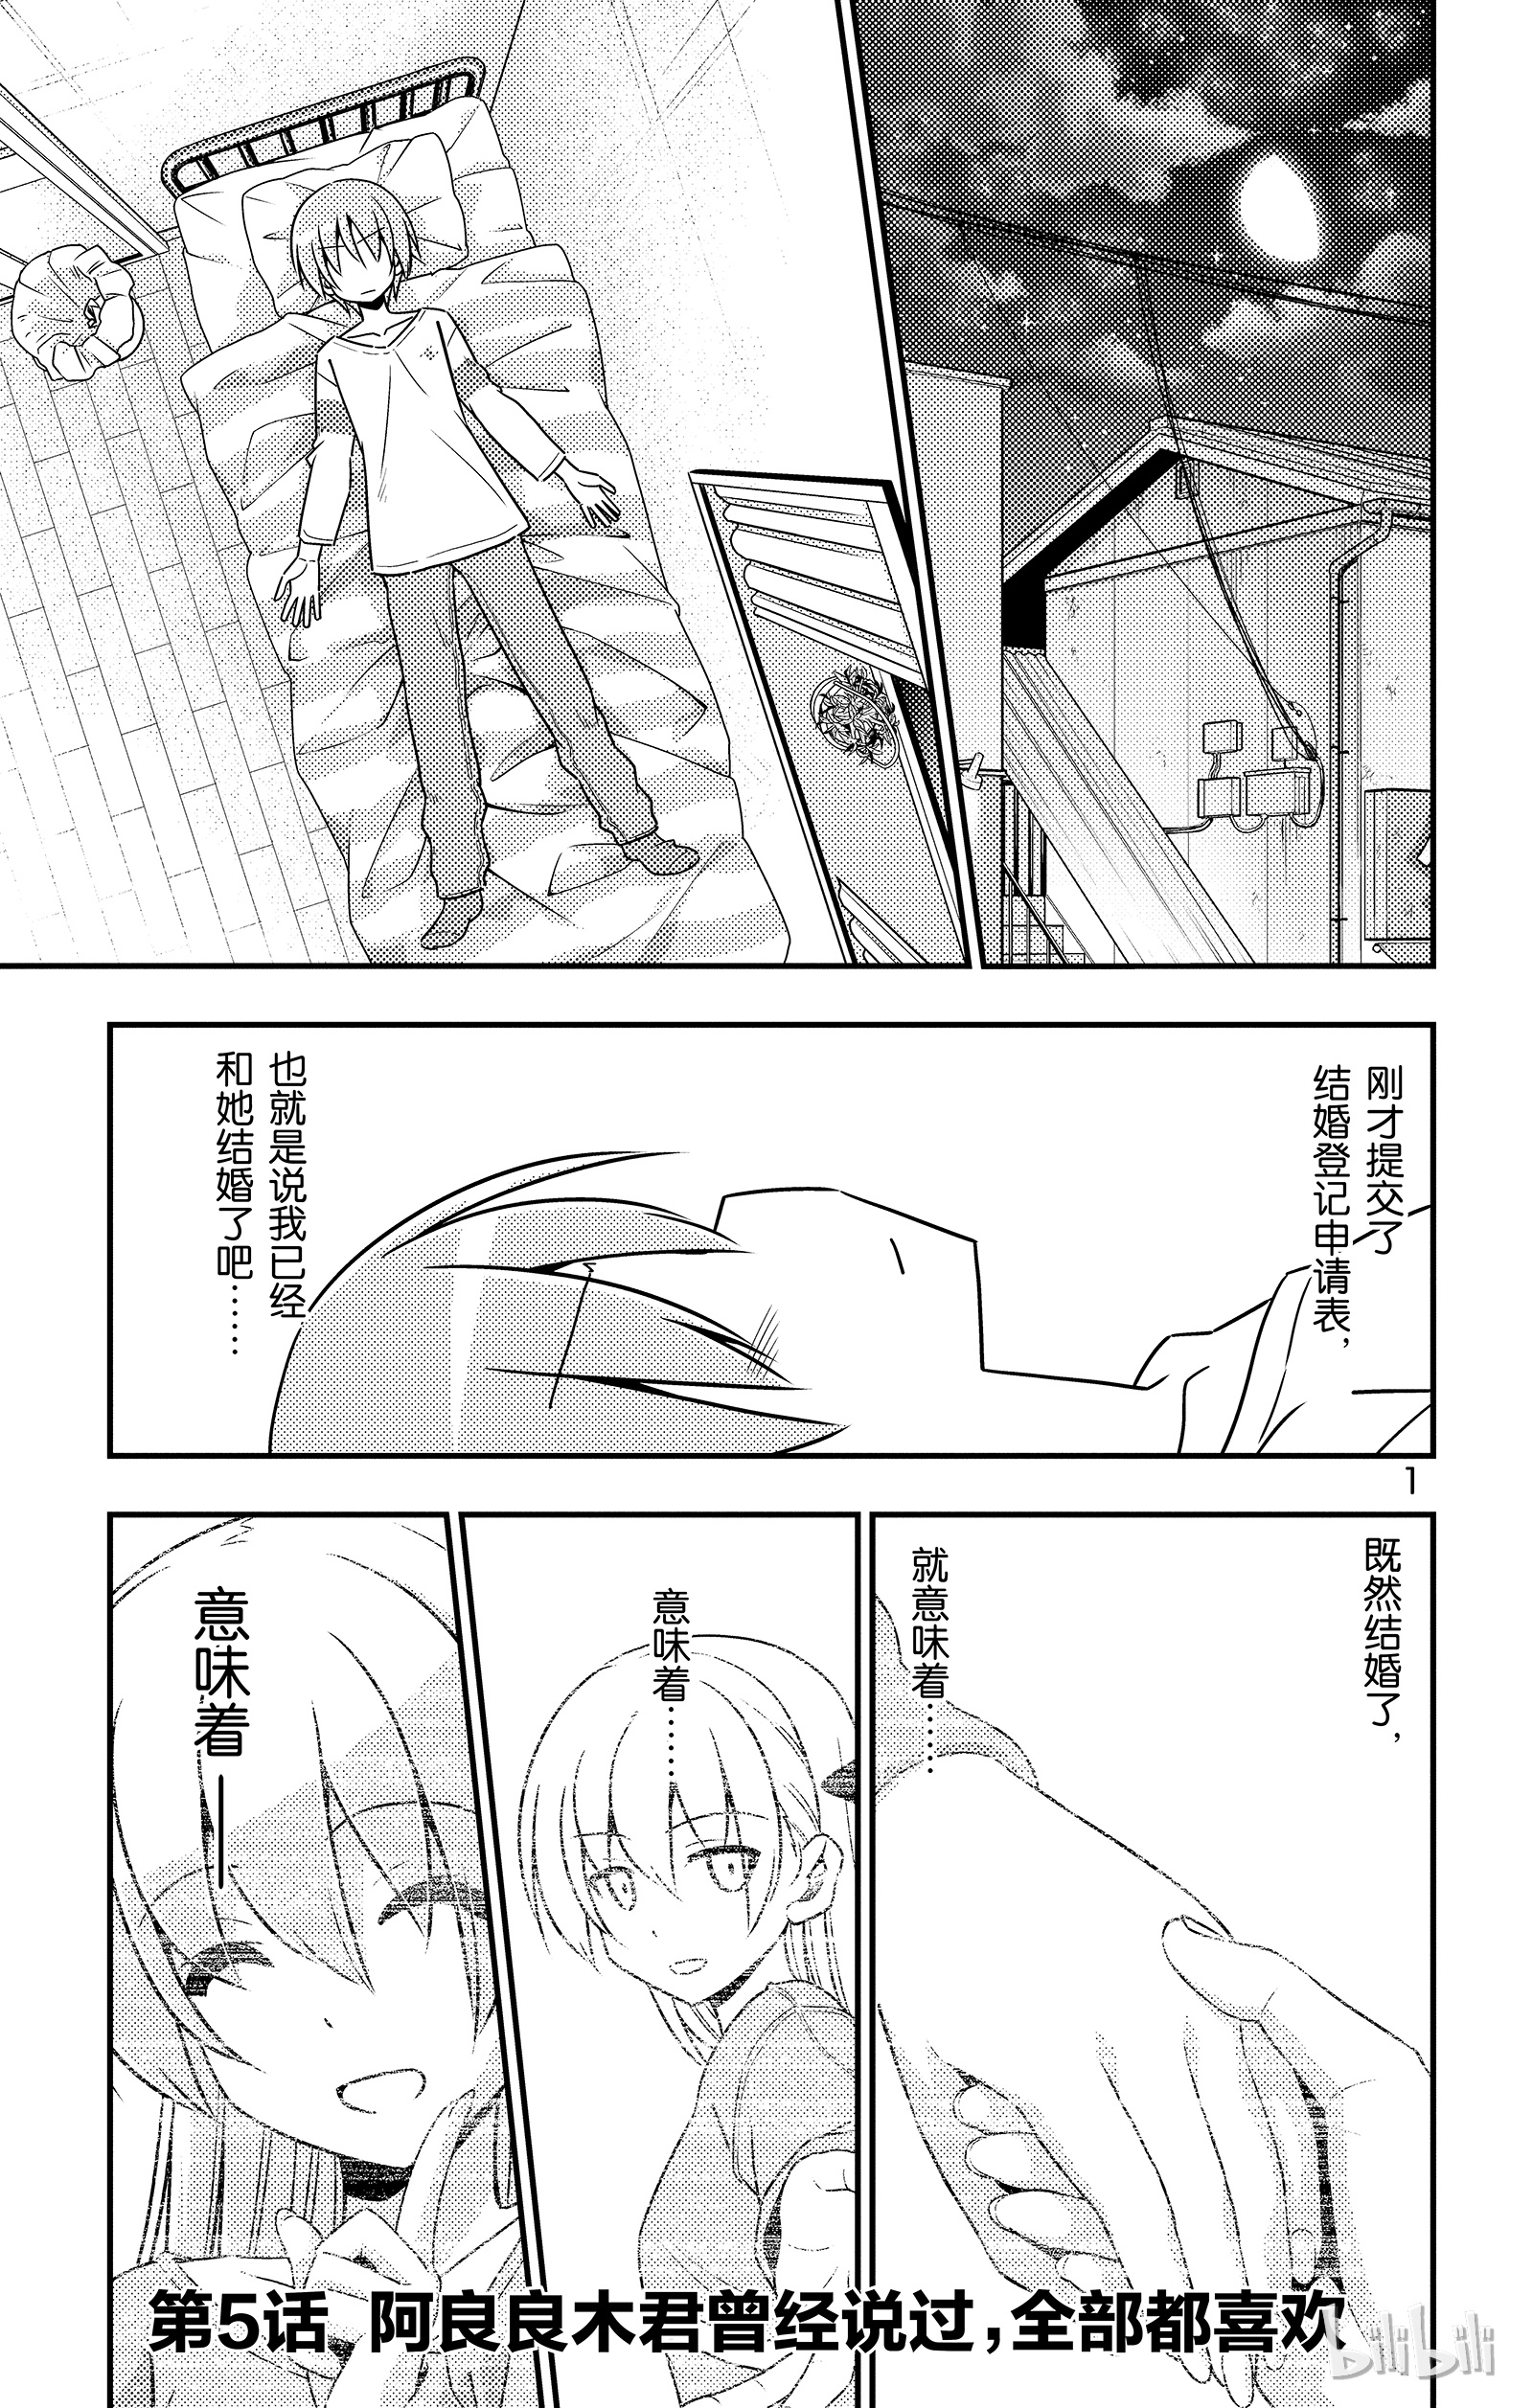 刚才提交了
结婚登记申请表，
也就是说我已经
和她结婚了吧……
1
既然结婚了，
就意味着……
意味着……
意味着——
第5话 阿良良木君曾经说过，全部都喜欢
bilibili